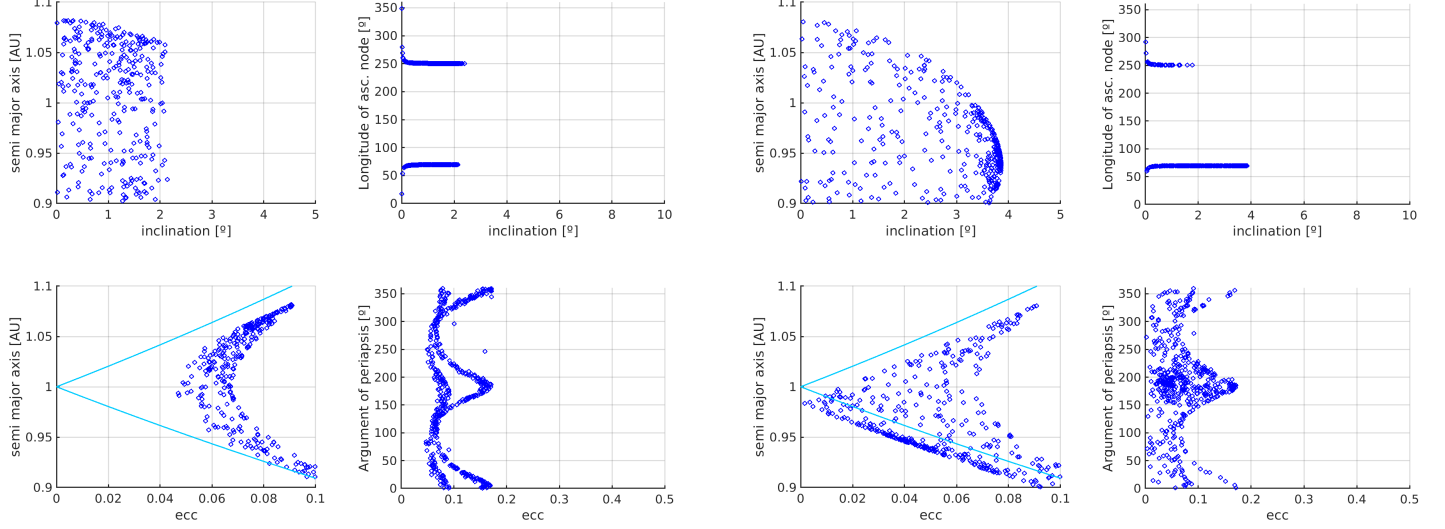 1.1
1.05
1
0.95
0.9
semi major axis [AU]
0 1 2 3 4 5
inclination [º]
350
300
250
200
150
100
50
0
Longitude of asc. node [º]
0 2 4 6 8 10
inclination [º]
1.1
1.05
1
0.95
0.9
semi major axis [AU]
0 1 2 3 4 5
inclination [º]
350
300
250
200
150
100
50
0
Longitude of asc. node [º]
0 2 4 6 8 10
inclination [º]
1.1
1.05
1
0.95
0.9
semi major axis [AU]
0 0.02 0.04 0.06 0.08 0.1
ecc
350
300
250
200
150
100
50
0
Argument of periapsis [º]
0 0.1 0.2 0.3 0.4 0.5
ecc
1.1
1.05
1
0.95
0.9
semi major axis [AU]
0 0.02 0.04 0.06 0.08 0.1
ecc
350
300
250
200
150
100
50
0
Argument of periapsis [º]
0 0.1 0.2 0.3 0.4 0.5
ecc